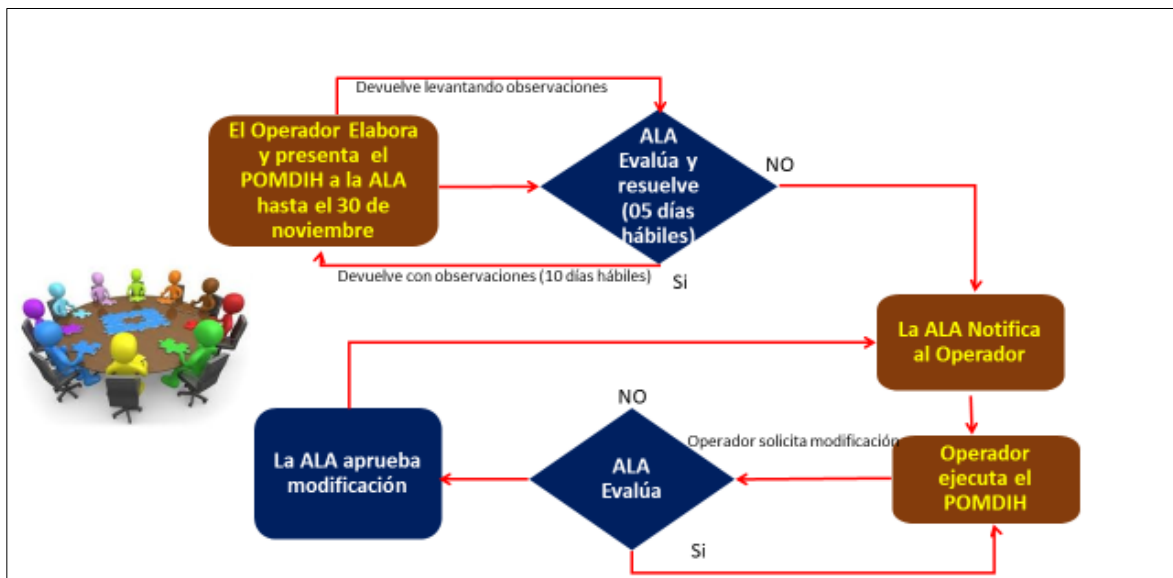 Devuelve levantando observaciones
El Operador Elabora
y presenta el
POMDIH a la ALA
hasta el 30 de
noviembre
ALA
Evalúa y
resuelve
(05 días
hábiles)
NO
Devuelve con observaciones (10 días hábiles)
Si
La ALA Notifica
al Operador
NO
Operador solicita modificación
La ALA aprueba
modificación
ALA
Evalúa
Operador
ejecuta el
POMDIH
Si